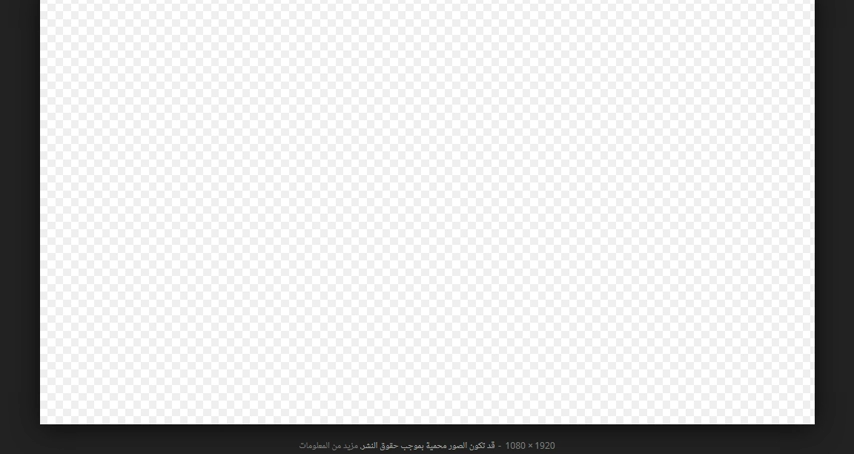 1080 × 1920 - قد تكون الصور محمية بموجب حقوق النشر. مزيد من المعلومات